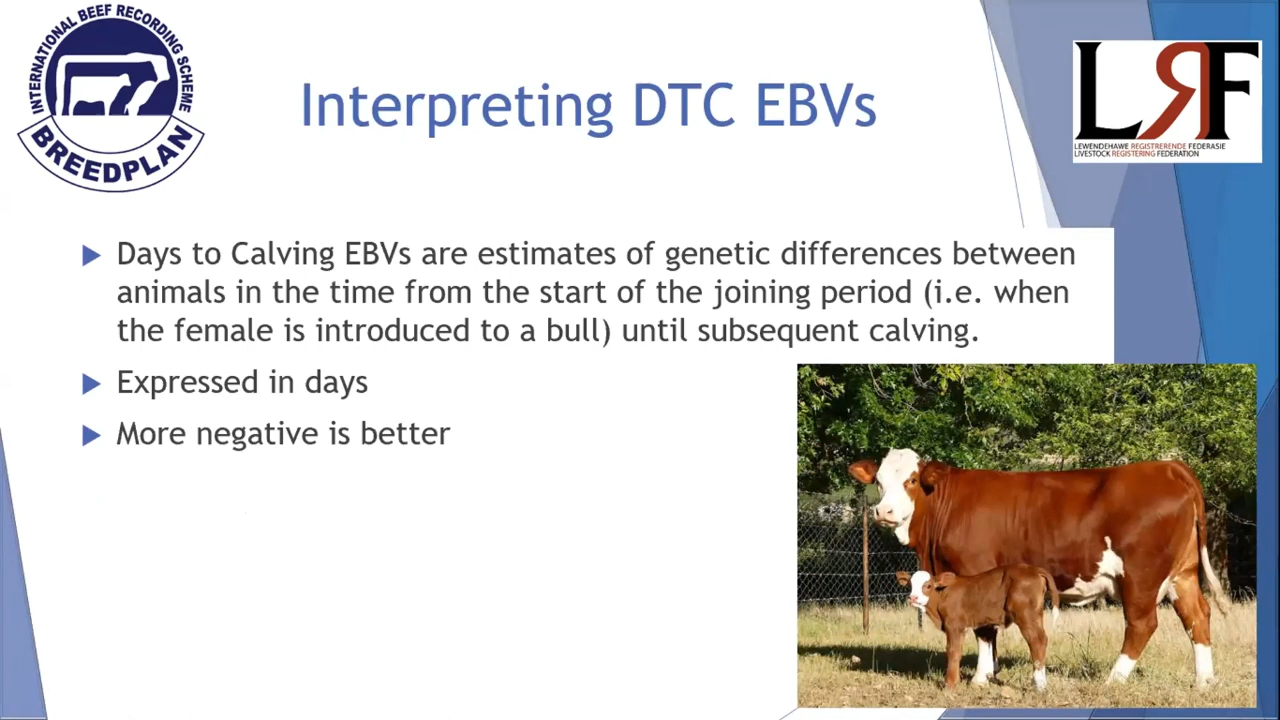 INTERNATIONAL BEEF RECORDING SCHEME
BREEDPLAN
Interpreting DTC EBVs
LRF
LEWENDEHAWE REGISTRERENDE FEDERASIE
LIVESTOCK REGISTERING FEDERATION
Days to Calving EBVs are estimates of genetic differences between
animals in the time from the start of the joining period (i.e. when
the female is introduced to a bull) until subsequent calving.
Expressed in days
More negative is better